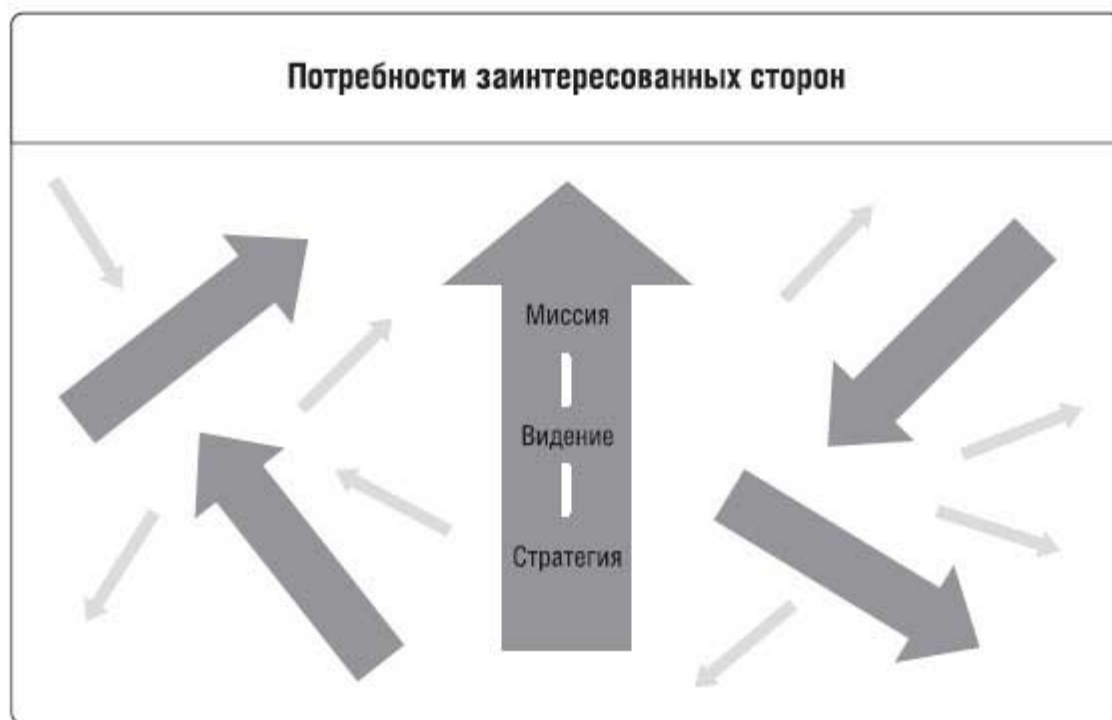 Потребности заинтересованных сторон
Миссия
Видение
Стратегия